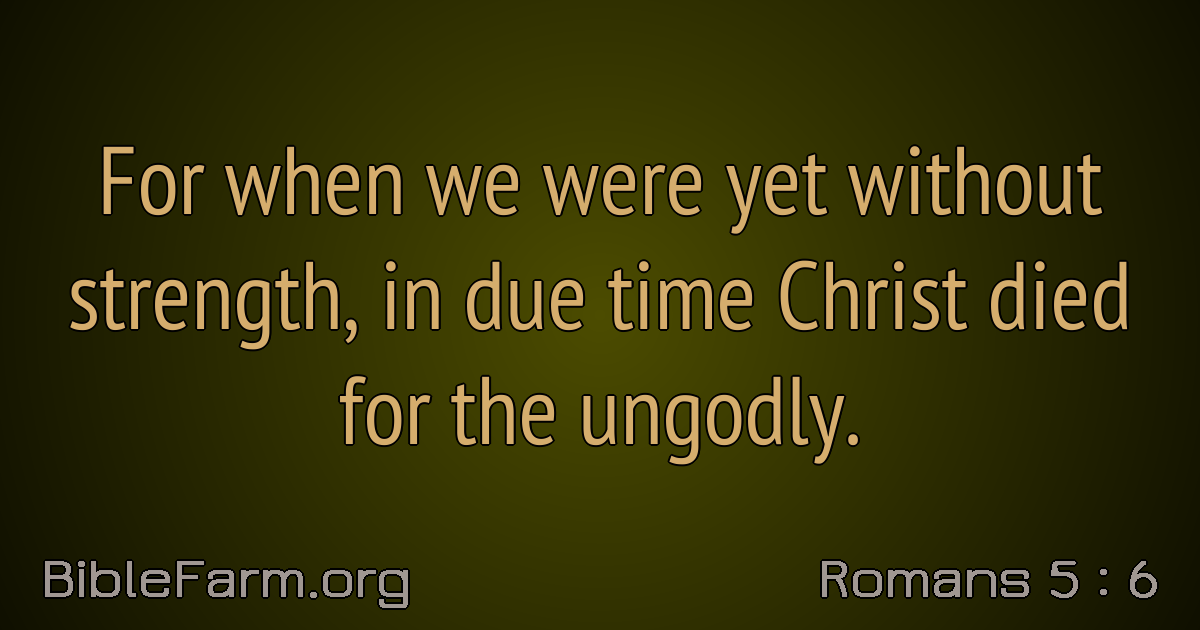 For when we were yet without
strength, in due time Christ died
for the ungodly.
BibleFarm.org
Romans 5 : 6